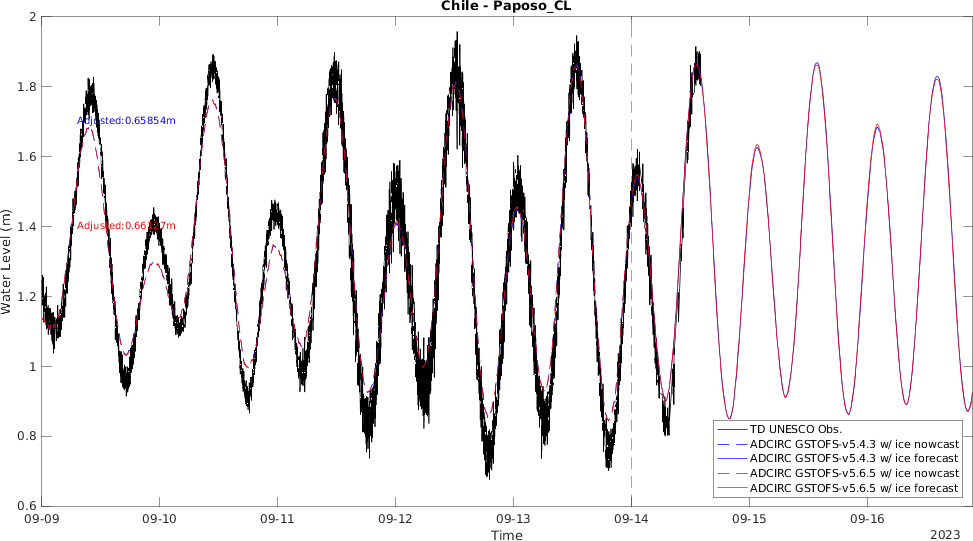 Chile - Paposo_CL
2
1.8
1.6
1.4
1.2
1
0.8
0.6
Water Level (m)
Adjusted:0.65854m
TD UNESCO Obs.
ADCIRC GSTOFS-v5.4.3 w/ ice nowcast
ADCIRC GSTOFS-v5.4.3 w/ ice forecast
ADCIRC GSTOFS-v5.6.5 w/ ice nowcast
ADCIRC GSTOFS-v5.6.5 w/ ice forecast
09-09 09-10 09-11 09-12 09-13 09-14 09-15 09-16
Time
2023